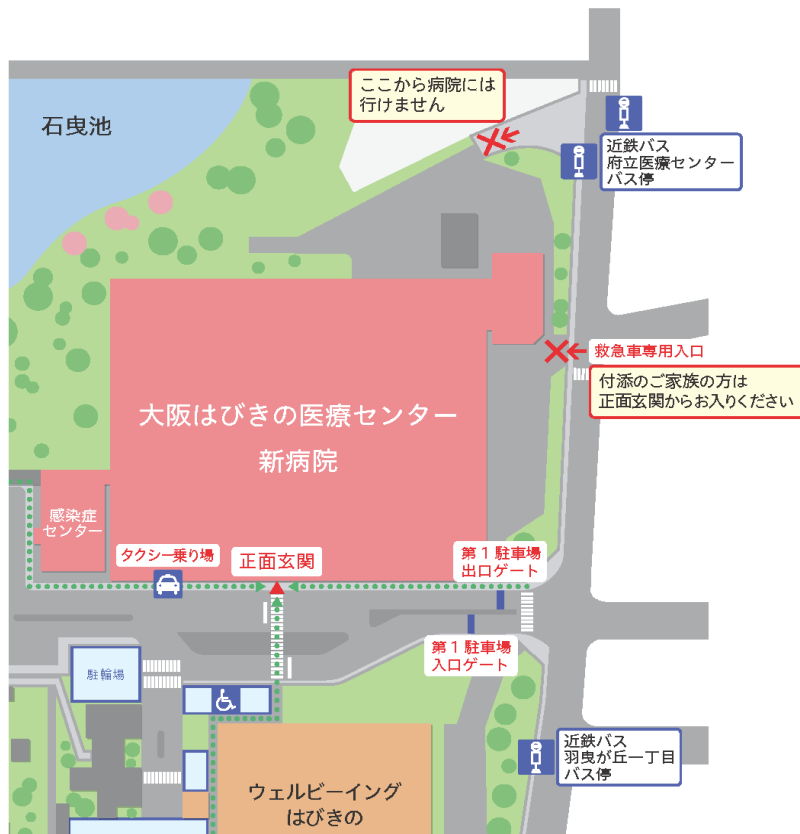 ここから病院には
行けません
石曳池
近鉄バス
府立医療センター
バス停
救急車専用入口
付添のご家族の方は
正面玄関からお入りください
大阪はびきの医療センター
新病院
感染症
センター
タクシー乗り場
正面玄関
第1駐車場
出口ゲート
第1駐車場
入口ゲート
駐輪場
近鉄バス
羽曳が丘一丁目
バス停
ウェルビーイング
はびきの